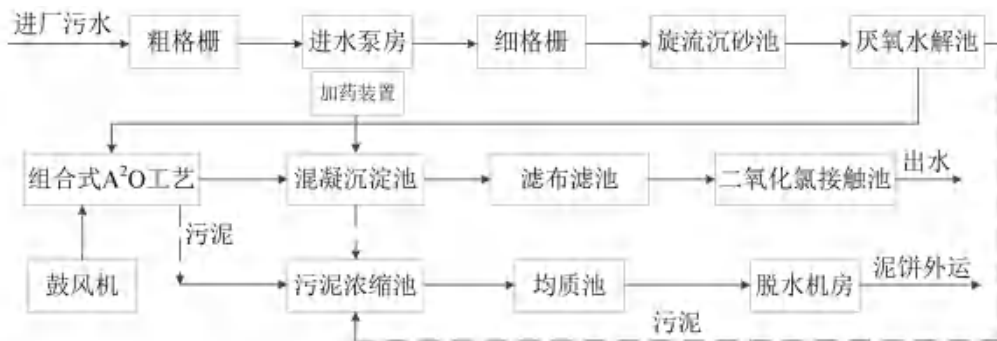 进厂污水
粗格栅
进水泵房
细格栅
旋流沉砂池
厌氧水解池
加药装置
组合式A²O工艺
混凝沉淀池
滤布滤池
二氧化氯接触池
出水
污泥
鼓风机
污泥浓缩池
均质池
脱水机房
泥饼外运
污泥